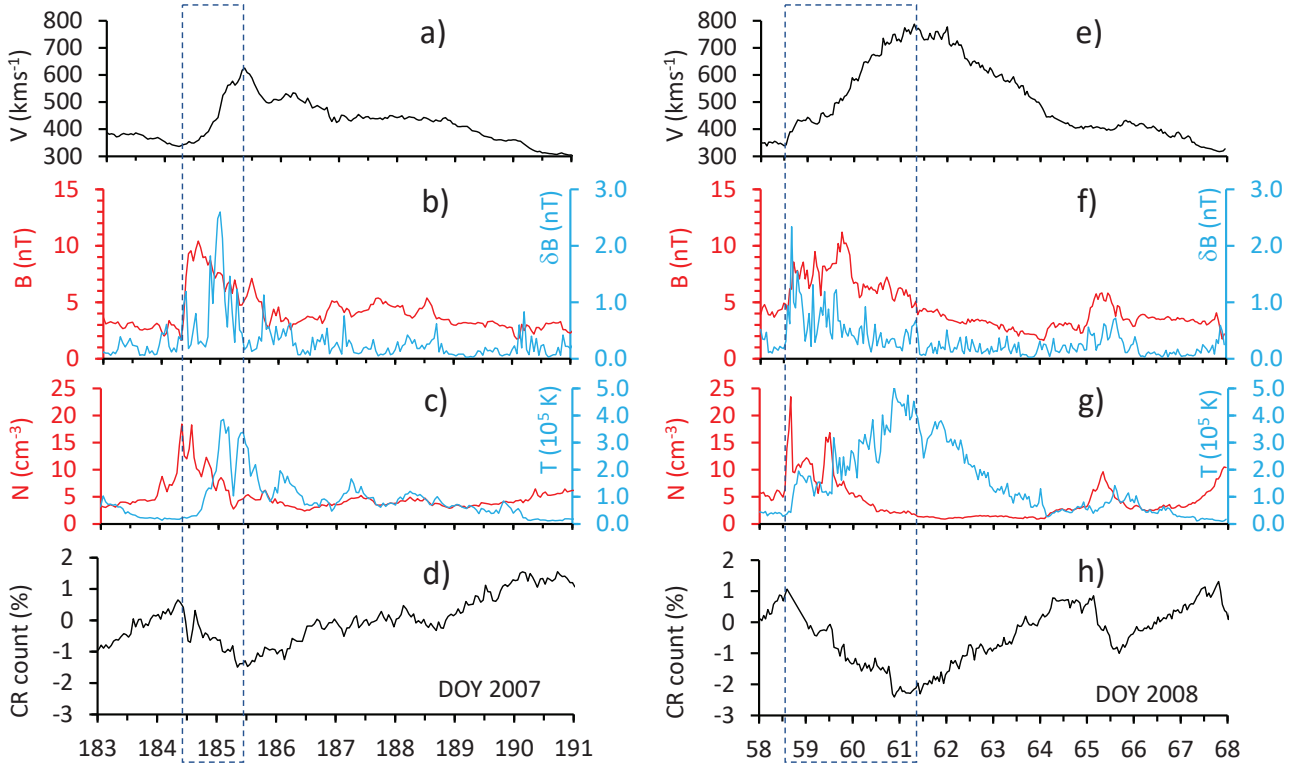 a)
V (kms-1)
800
700
600
500
400
300
e)
V (kms-1)
800
700
600
500
400
300
b)
B (nT)
15
10
5
0
3.0
2.0
1.0
0.0
δB (nT)
f)
B (nT)
15
10
5
0
3.0
2.0
1.0
0.0
δB (nT)
c)
N (cm-3)
25
20
15
10
5
0
5.0
4.0
3.0
2.0
1.0
0.0
T (10^5 K)
g)
N (cm-3)
25
20
15
10
5
0
5.0
4.0
3.0
2.0
1.0
0.0
T (10^5 K)
d)
CR count (%)
2
1
0
-1
-2
-3
DOY 2007
183 184 185 186 187 188 189 190 191
h)
CR count (%)
2
1
0
-1
-2
-3
DOY 2008
58 59 60 61 62 63 64 65 66 67 68